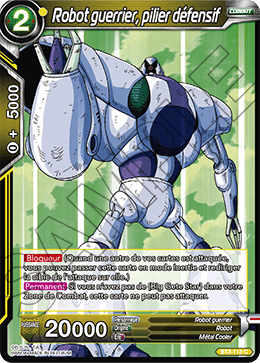 2
Robot guerrier, pilier défensif
COMBAT
+ 5000
Bloqueur (Quand une autre de vos cartes est attaquée,
vous pouvez passer cette carte en mode inertie et rediriger
la cible de l'attaque sur elle.)
Permanent Si vous n'avez pas de {Big Gete Star} dans votre
Zone de Combat, cette carte ne peut pas attaquer.
PUISSANCE
20000
Personnage
Robot guerrier
Origine
Robot
Métal Cooler
BT2-113 C